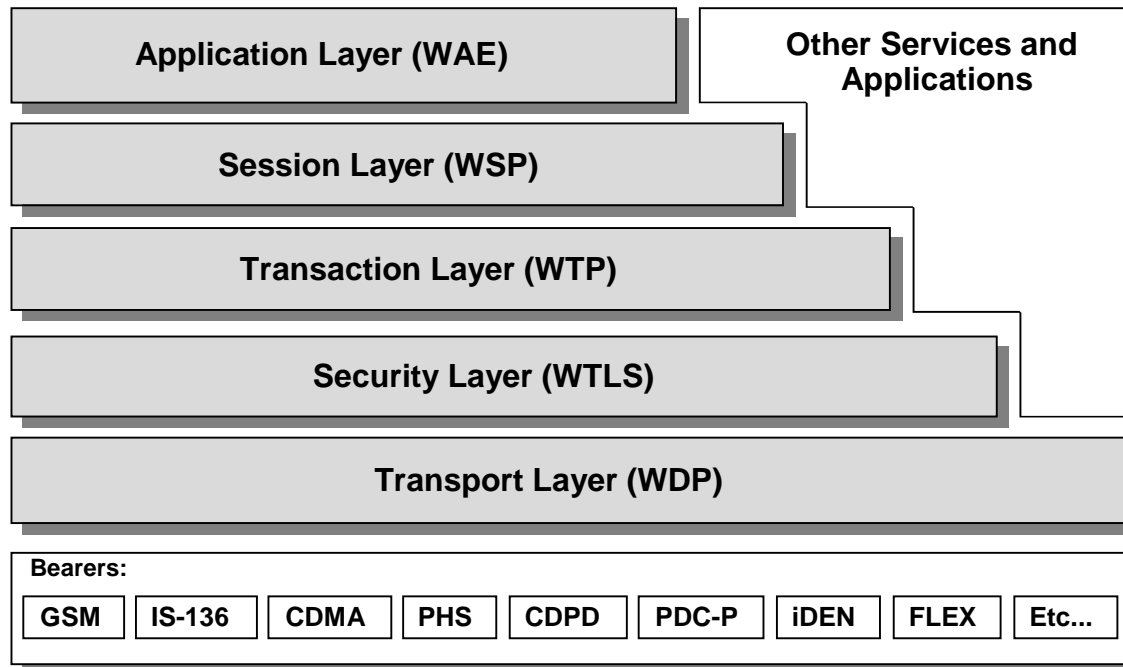 Application Layer (WAE)
Other Services and
Applications
Session Layer (WSP)
Transaction Layer (WTP)
Security Layer (WTLS)
Transport Layer (WDP)
Bearers:
GSM IS-136 CDMA PHS CDPD PDC-P iDEN FLEX Etc...